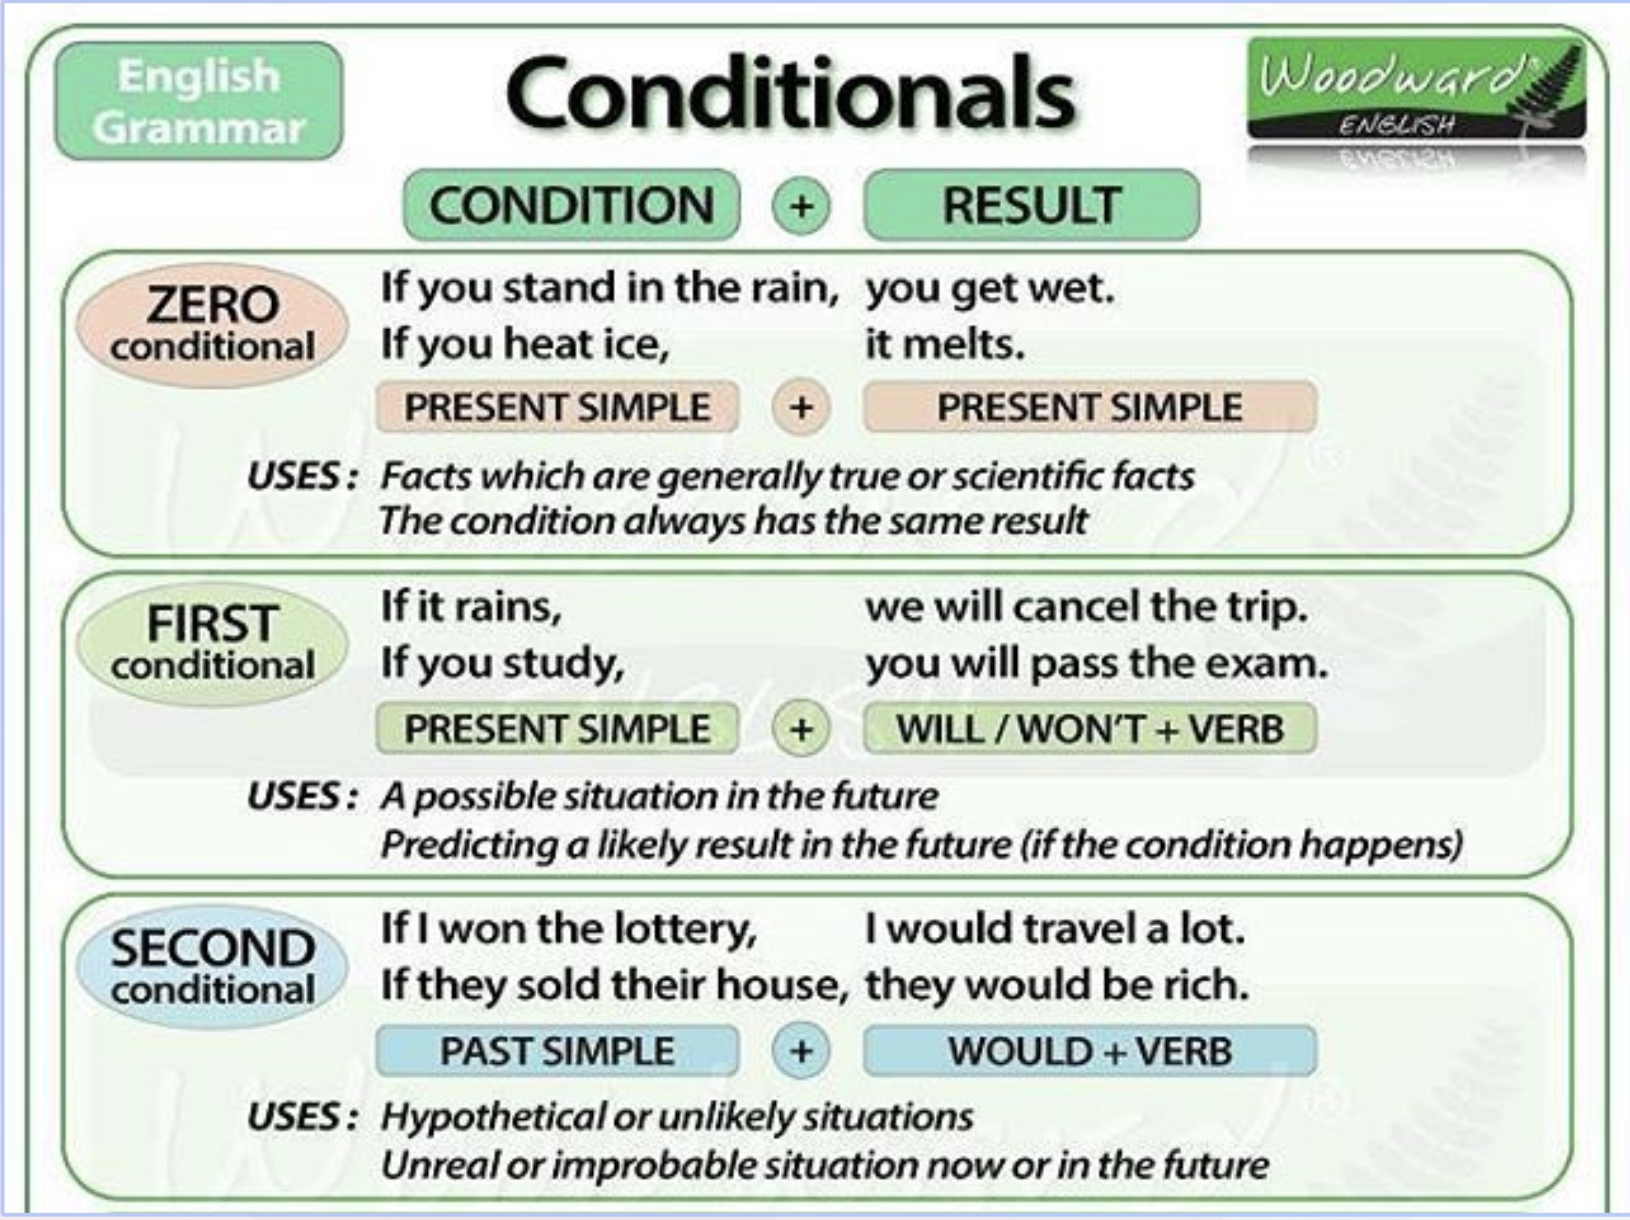 English
Grammar
Conditionals
Woodward®
ENGLISH
CONDITION + RESULT
ZERO
conditional
If you stand in the rain, you get wet.
If you heat ice, it melts.
PRESENT SIMPLE + PRESENT SIMPLE
USES: Facts which are generally true or scientific facts
The condition always has the same result
FIRST
conditional
If it rains, we will cancel the trip.
If you study, you will pass the exam.
PRESENT SIMPLE + WILL / WON'T + VERB
USES: A possible situation in the future
Predicting a likely result in the future (if the condition happens)
SECOND
conditional
If I won the lottery, I would travel a lot.
If they sold their house, they would be rich.
PAST SIMPLE + WOULD + VERB
USES: Hypothetical or unlikely situations
Unreal or improbable situation now or in the future